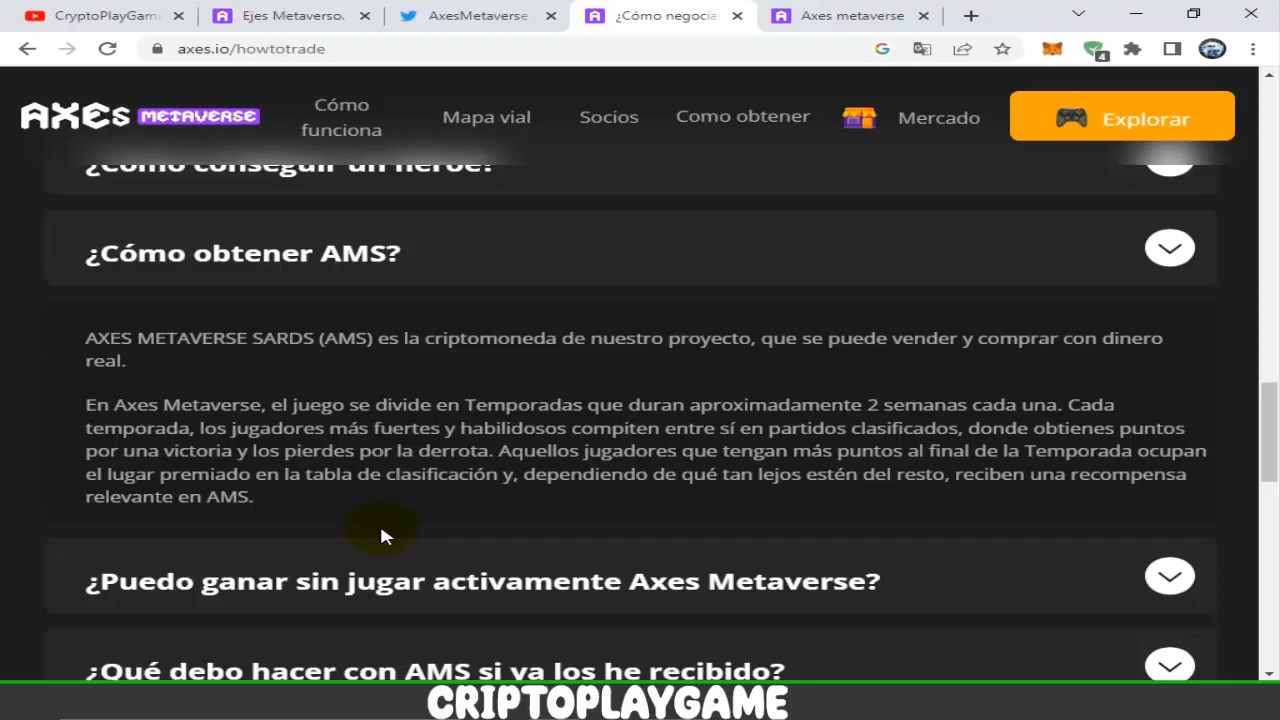 CryptoPlayGam
Ejes Metaverso.
AxesMetaverse
¿Cómo negocia
Axes metaverse
axes.io/howtotrade
4
AXES METAVERSE
Cómo funciona
Mapa vial
Socios
Como obtener
Mercado
Explorar
¿Cómo conseguir un héroe?
¿Cómo obtener AMS?
AXES METAVERSE SARDS (AMS) es la criptomoneda de nuestro proyecto, que se puede vender y comprar con dinero
real.
En Axes Metaverse, el juego se divide en Temporadas que duran aproximadamente 2 semanas cada una. Cada
temporada, los jugadores más fuertes y habilidosos compiten entre sí en partidos clasificados, donde obtienes puntos
por una victoria y los pierdes por la derrota. Aquellos jugadores que tengan más puntos al final de la Temporada ocupan
el lugar premiado en la tabla de clasificación y, dependiendo de qué tan lejos estén del resto, reciben una recompensa
relevante en AMS.
¿Puedo ganar sin jugar activamente Axes Metaverse?
¿Qué debo hacer con AMS si ya los he recibido?
CRIPTOPLAYGAME